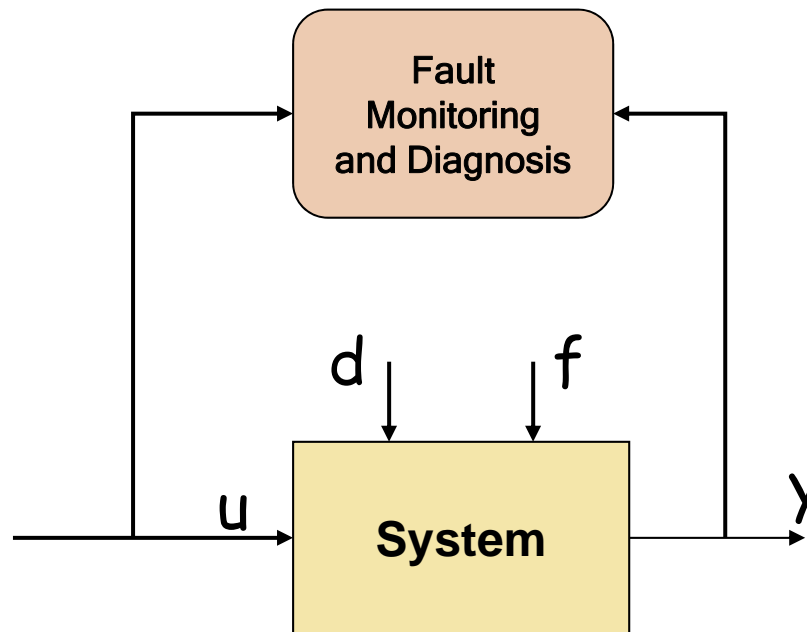 Fault
Monitoring
and Diagnosis
d
f
u
System
y